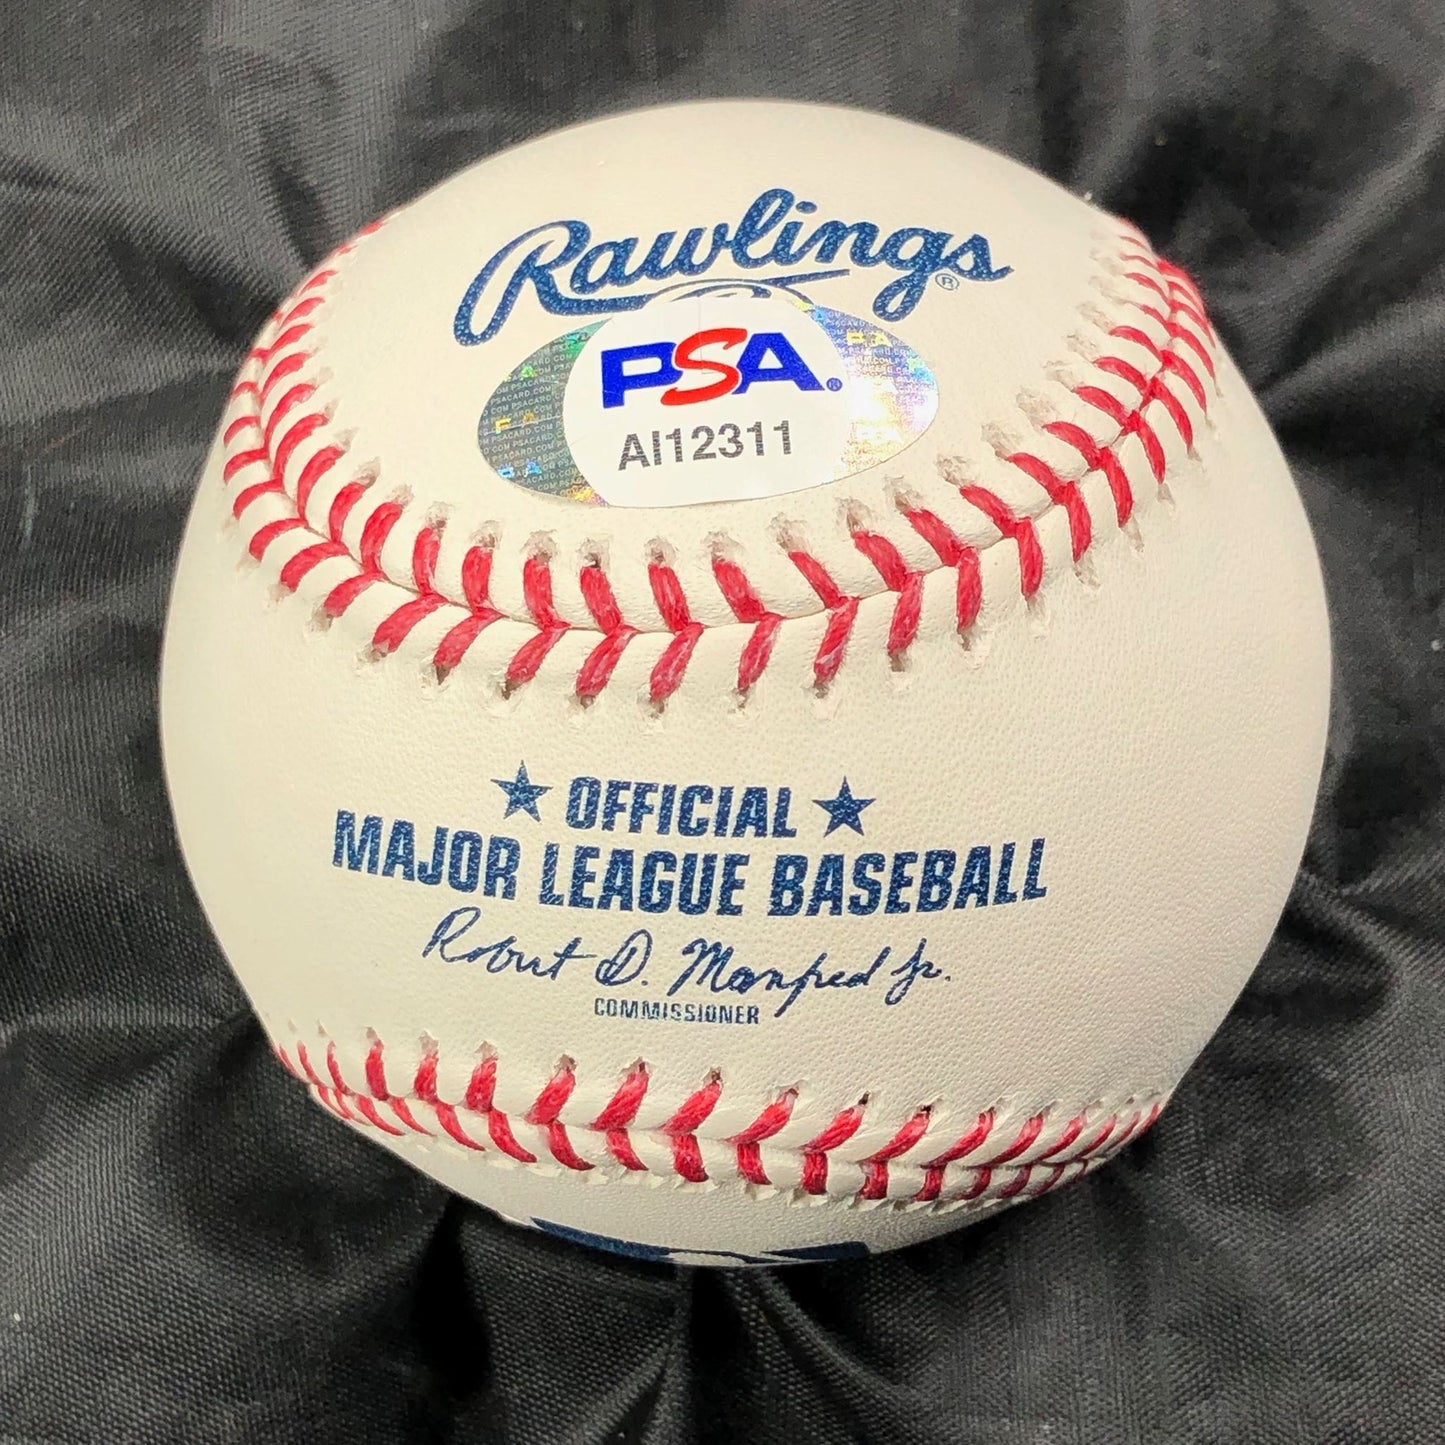 Rawlings®
PSA®
AI12311
★ OFFICIAL ★
MAJOR LEAGUE BASEBALL
Robert D. Manfred Jr.
COMMISSIONER